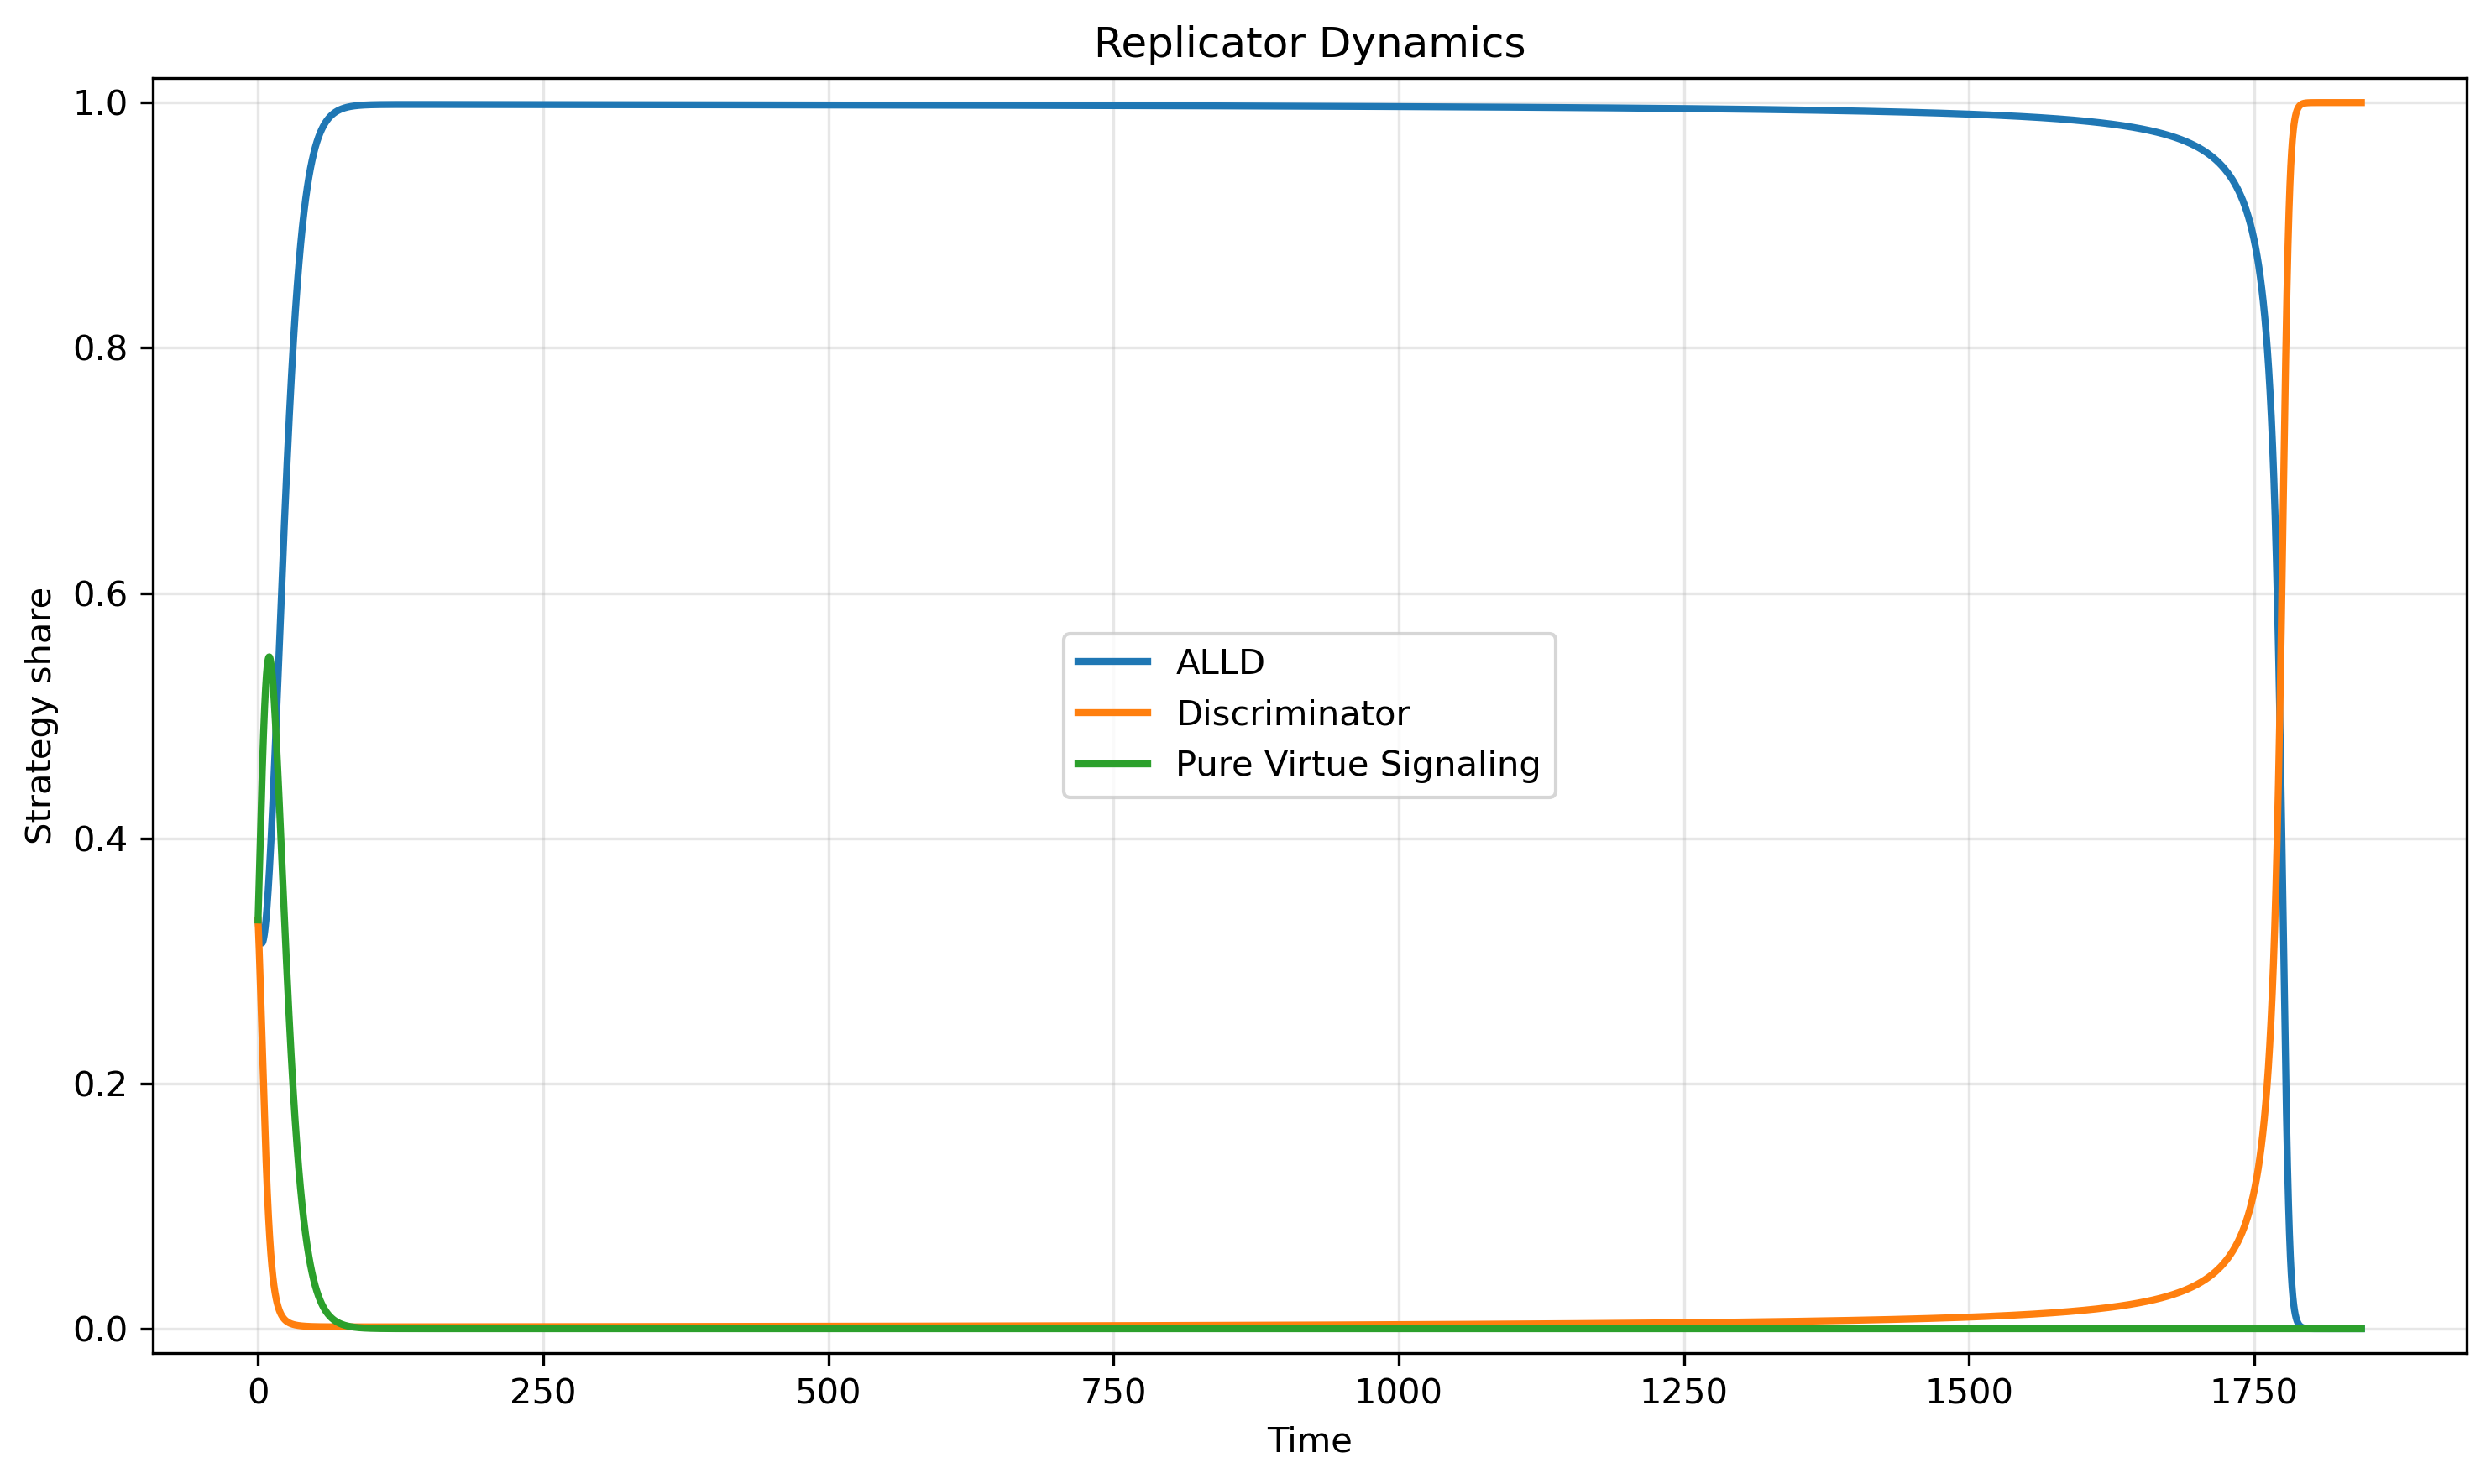 Replicator Dynamics
1.0
0.8
0.6
0.4
0.2
0.0
Strategy share
ALLD
Discriminator
Pure Virtue Signaling
0 250 500 750 1000 1250 1500 1750
Time